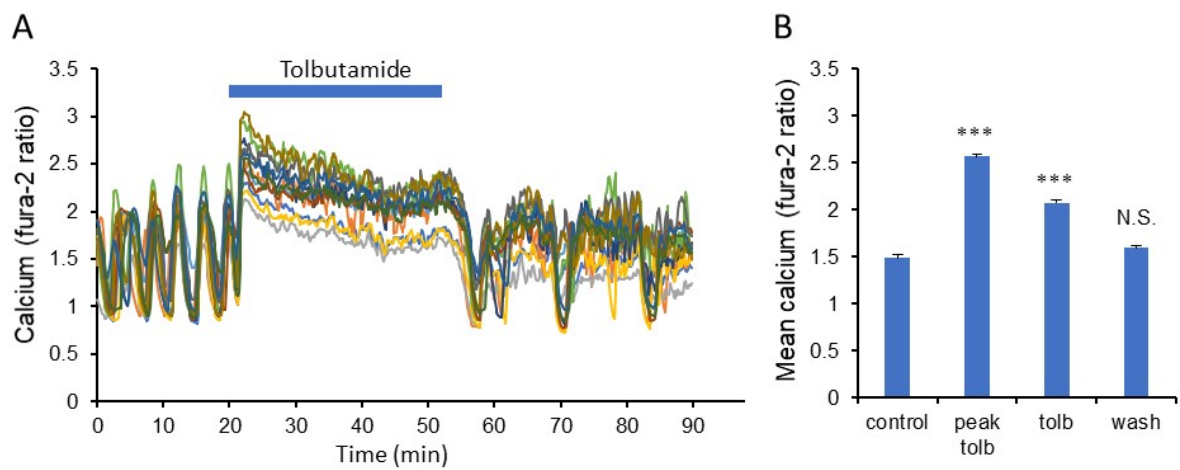 A
Calcium (fura-2 ratio)
3.5
3
2.5
2
1.5
1
0.5
0
Tolbutamide
0 10 20 30 40 50 60 70 80 90
Time (min)
B
Mean calcium (fura-2 ratio)
3.5
3
2.5
2
1.5
1
0.5
0
***
***
N.S.
control peak tolb wash
tolb